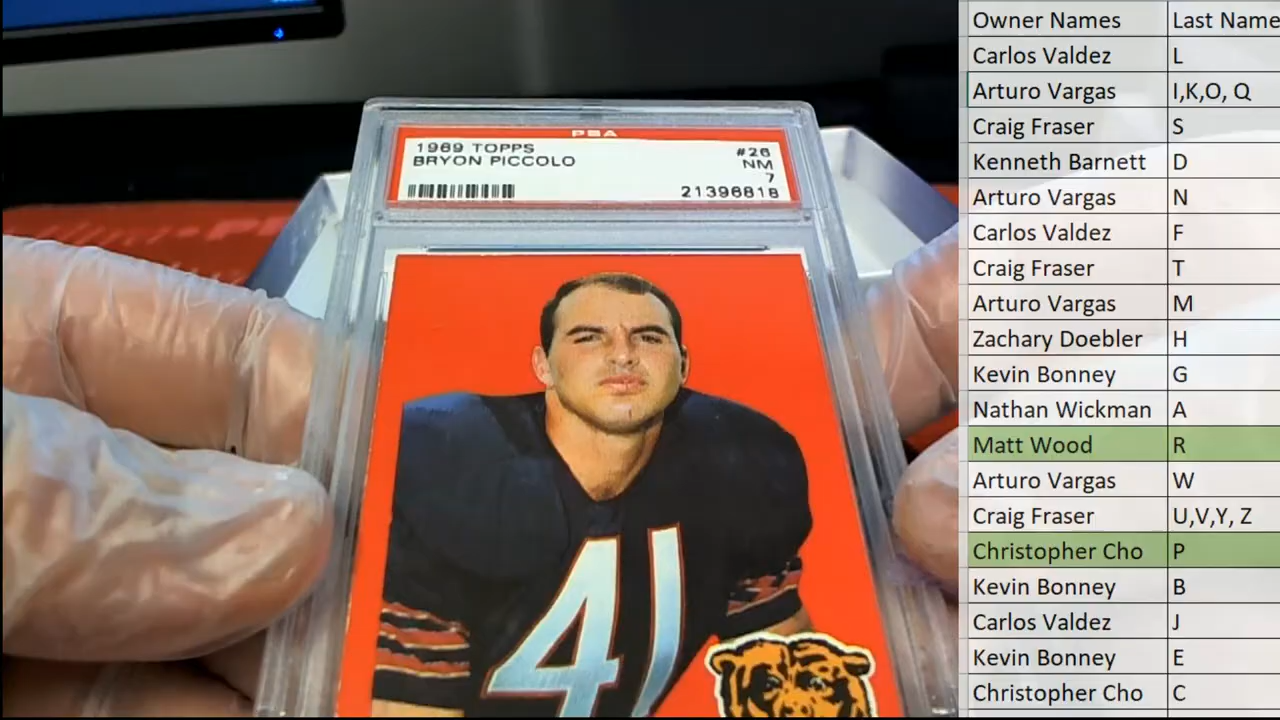 PSA
1969 TOPPS #26
BRYON PICCOLO NM
7
21396818
41
Owner Names Last Name
Carlos Valdez L
Arturo Vargas I,K,O, Q
Craig Fraser S
Kenneth Barnett D
Arturo Vargas N
Carlos Valdez F
Craig Fraser T
Arturo Vargas M
Zachary Doebler H
Kevin Bonney G
Nathan Wickman A
Matt Wood R
Arturo Vargas W
Craig Fraser U,V,Y, Z
Christopher Cho P
Kevin Bonney B
Carlos Valdez J
Kevin Bonney E
Christopher Cho C